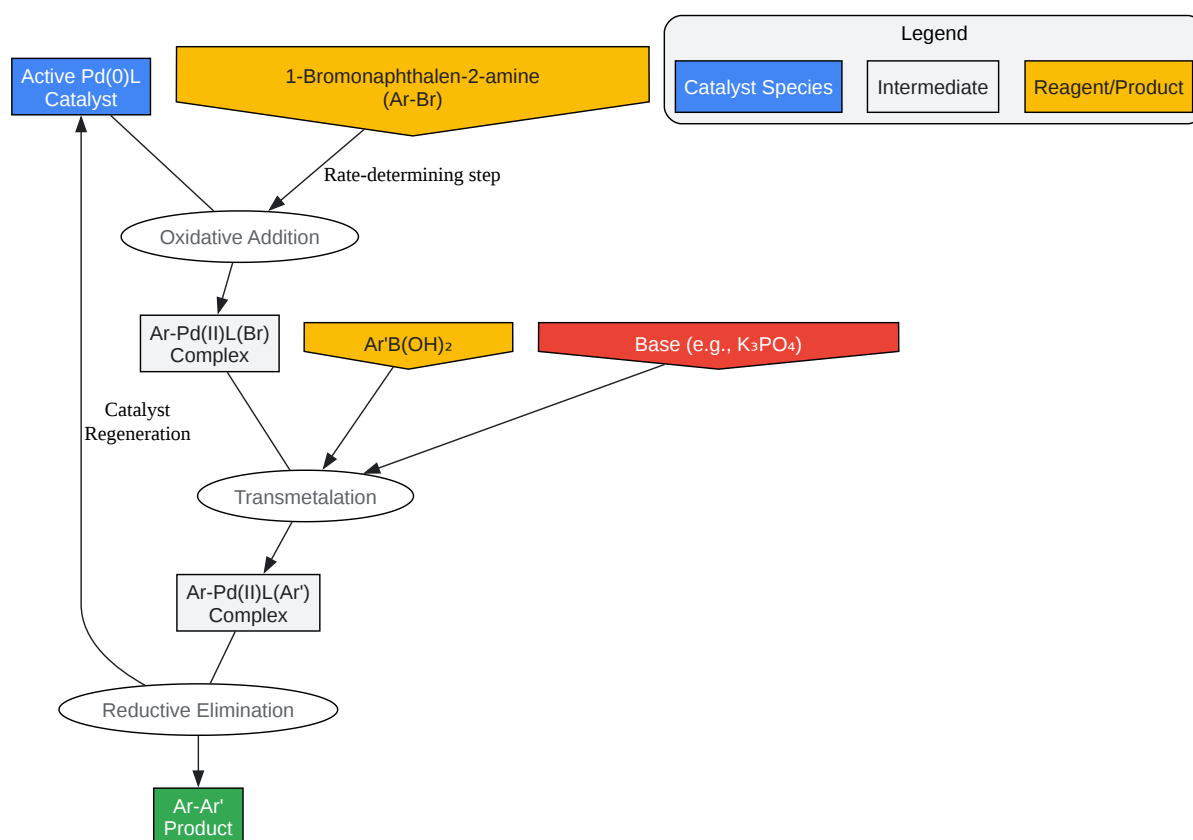 Legend
Active Pd(0)L
Catalyst
1-Bromonaphthalen-2-amine
(Ar-Br)
Catalyst Species
Intermediate
Reagent/Product
Rate-determining step
Oxidative Addition
Ar-Pd(II)L(Br)
Complex
Ar'B(OH)₂
Base (e.g., K₃PO₄)
Catalyst
Regeneration
Transmetalation
Ar-Pd(II)L(Ar')
Complex
Reductive Elimination
Ar-Ar'
Product